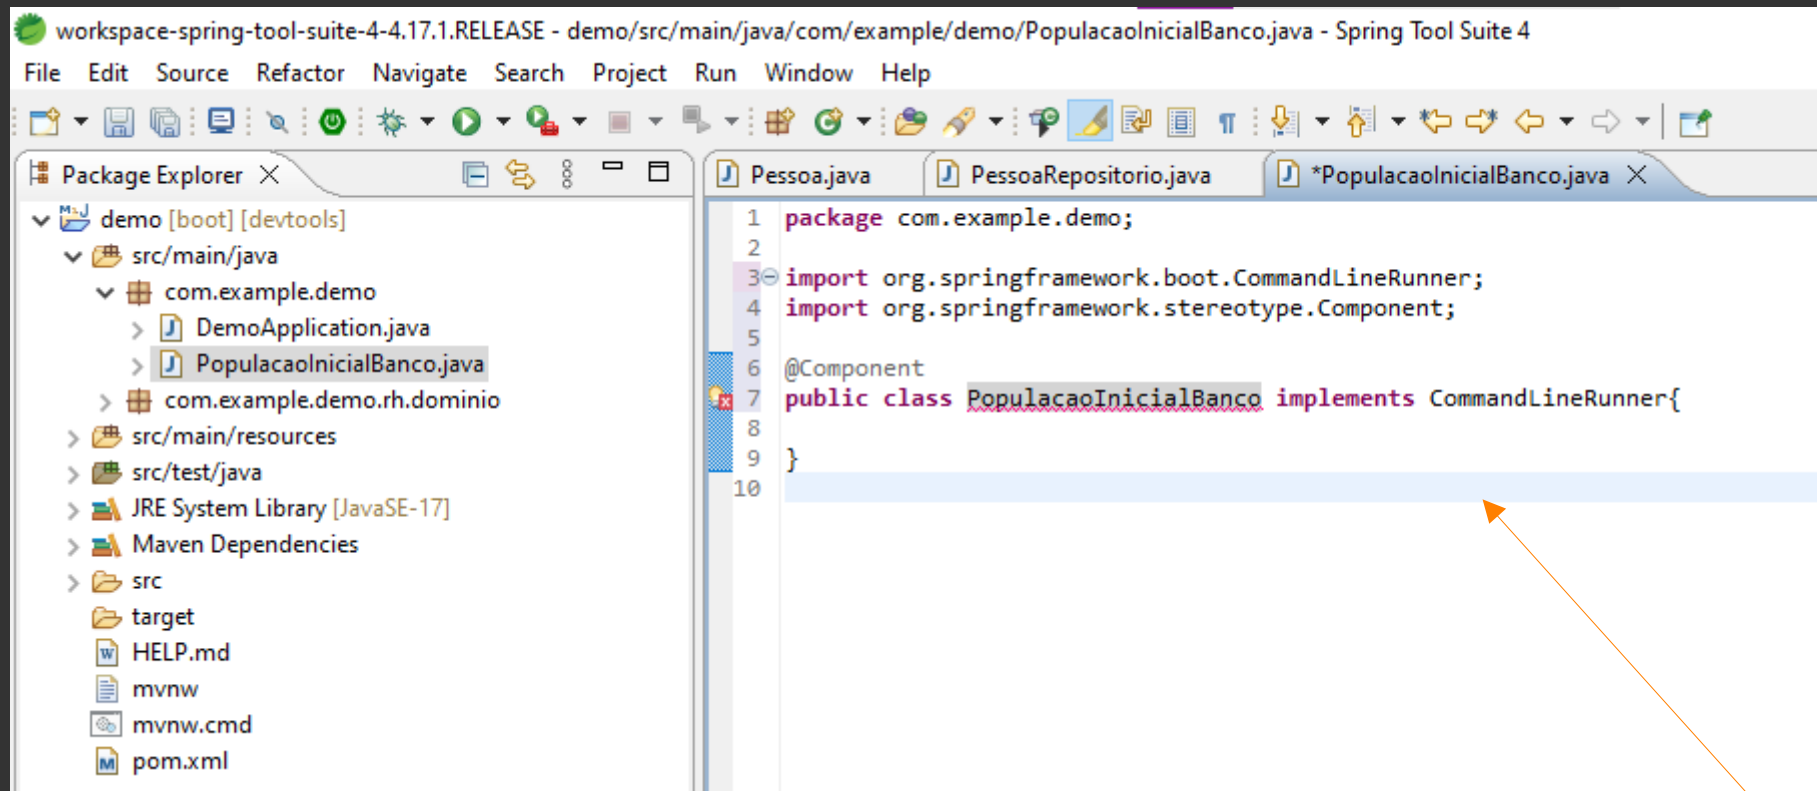 workspace-spring-tool-suite-4-4.17.1.RELEASE - demo/src/main/java/com/example/demo/PopulacaoInicialBanco.java - Spring Tool Suite 4
File Edit Source Refactor Navigate Search Project Run Window Help
Package Explorer
demo [boot] [devtools]
src/main/java
com.example.demo
DemoApplication.java
PopulacaoInicialBanco.java
com.example.demo.rh.dominio
src/main/resources
src/test/java
JRE System Library [JavaSE-17]
Maven Dependencies
src
target
HELP.md
mvnw
mvnw.cmd
pom.xml
Pessoa.java PessoaRepositorio.java *PopulacaoInicialBanco.java
1 package com.example.demo;
2
3 import org.springframework.boot.CommandLineRunner;
4 import org.springframework.stereotype.Component;
5
6 @Component
7 public class PopulacaoInicialBanco implements CommandLineRunner{
8
9 }
10